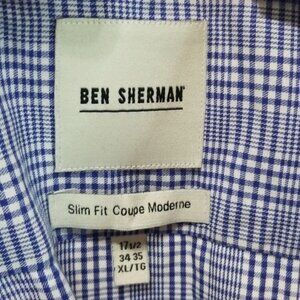 BEN SHERMAN
Slim Fit Coupe Moderne
17 1/2
34 35
XL/TG